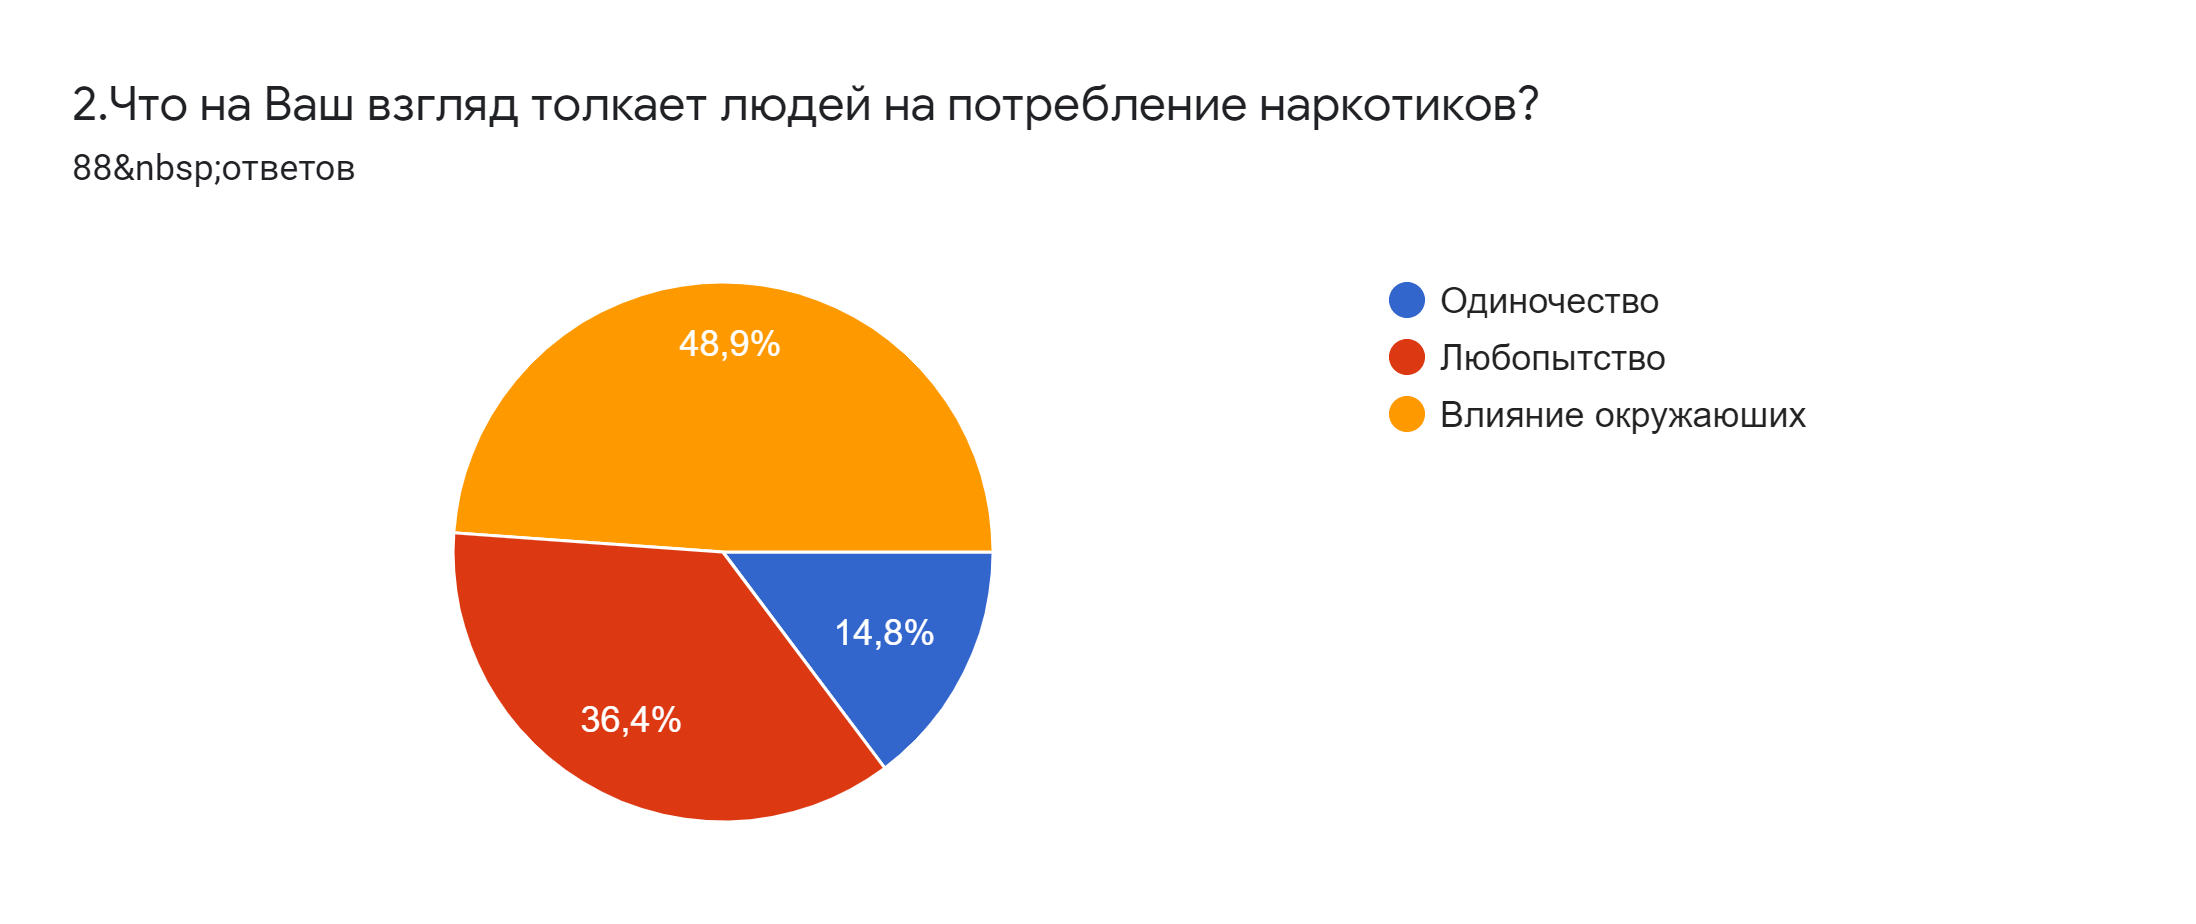 2.Что на Ваш взгляд толкает людей на потребление наркотиков?
88&nbsp;ответов
48,9%
14,8%
36,4%
Одиночество
Любопытство
Влияние окружаюших